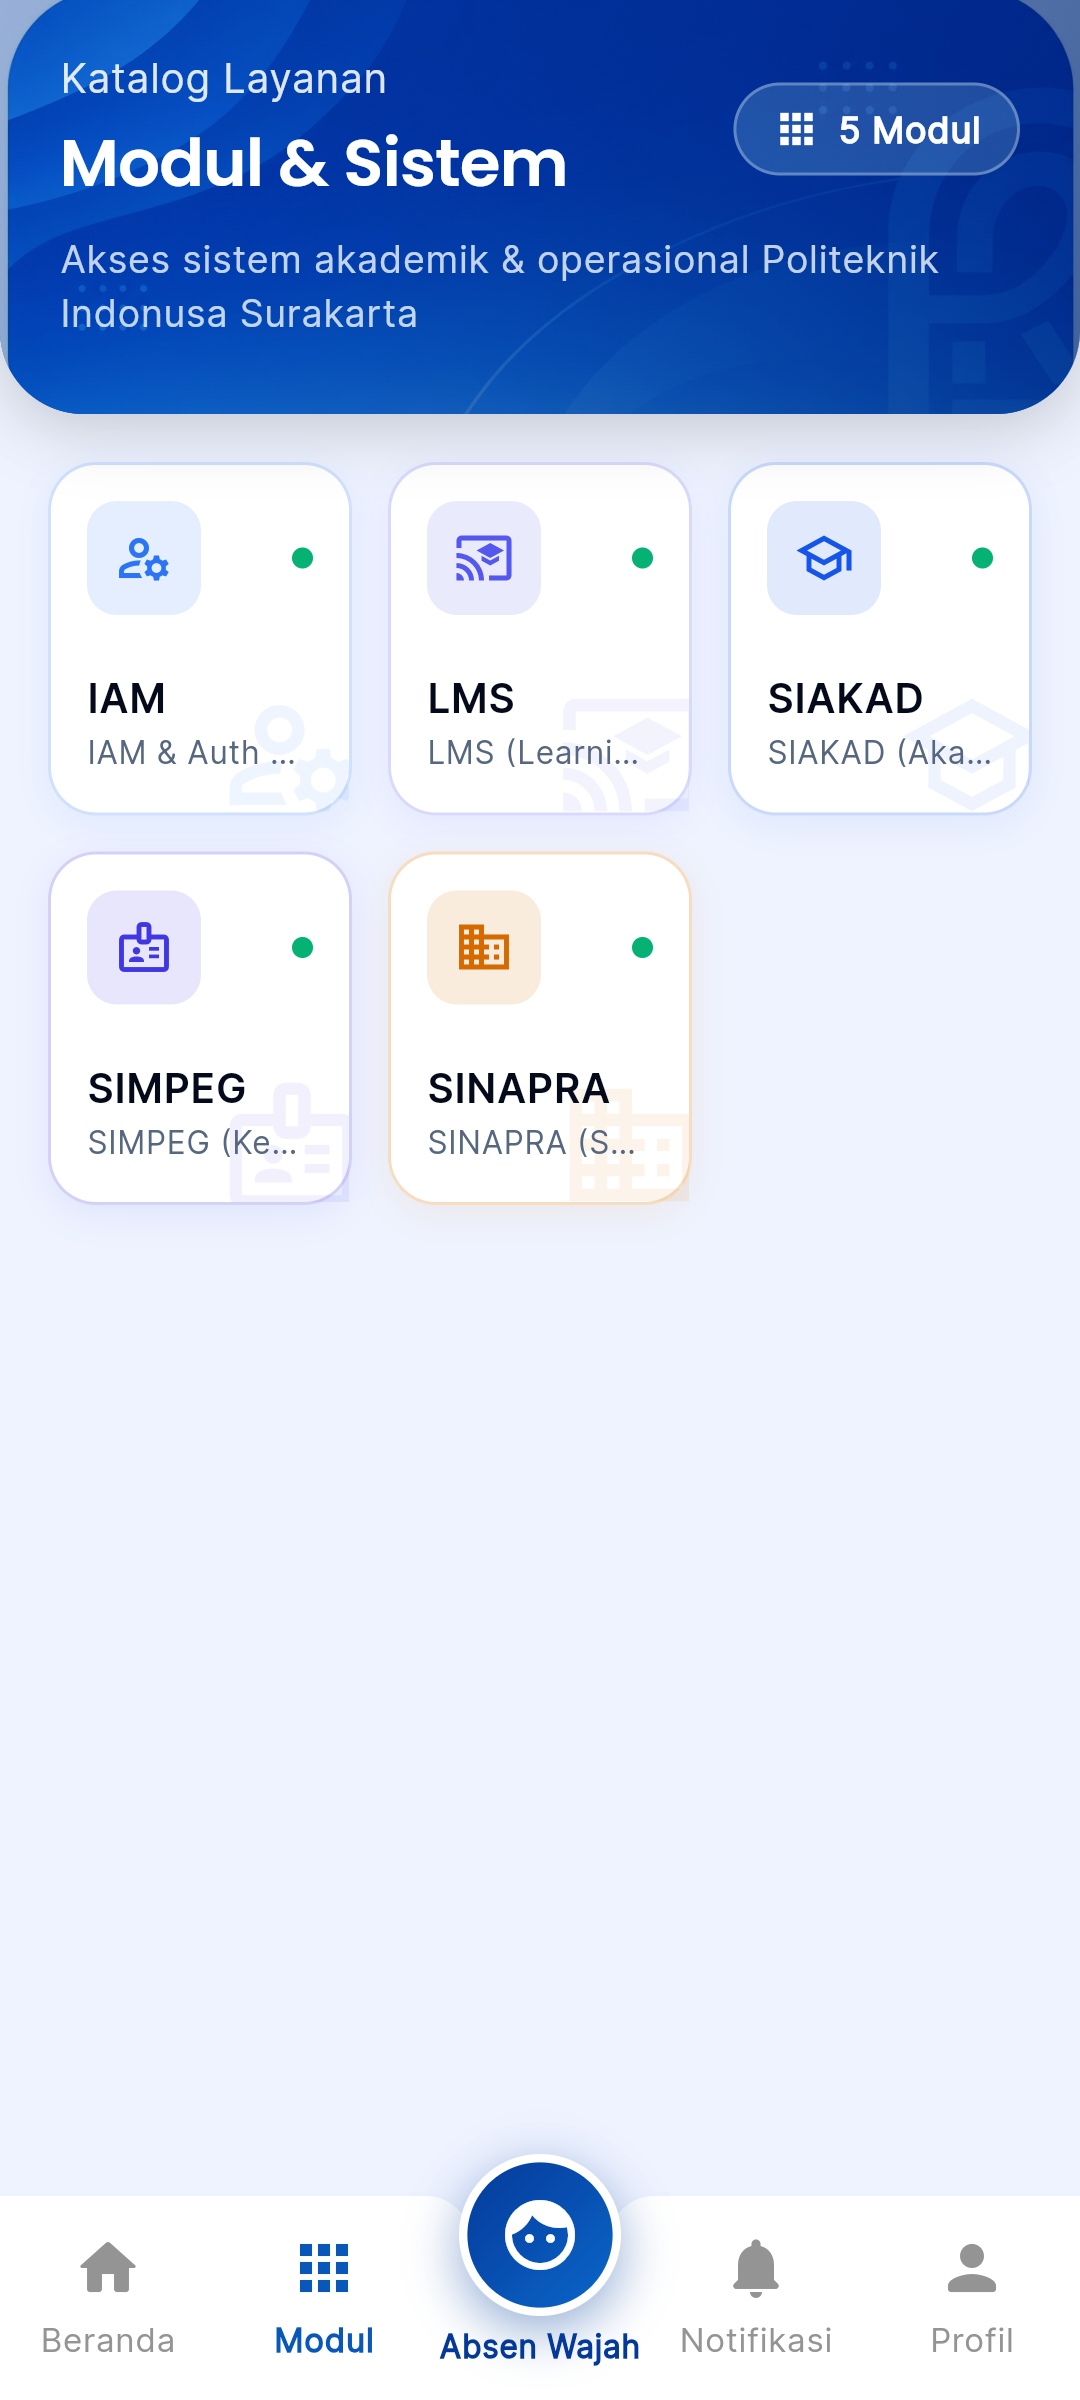 Katalog Layanan
Modul & Sistem
5 Modul
Akses sistem akademik & operasional Politeknik
Indonusa Surakarta
IAM
IAM & Auth ...
LMS
LMS (Learni...
SIAKAD
SIAKAD (Aka...
SIMPEG
SIMPEG (Ke...
SINAPRA
SINAPRA (S...
Beranda
Modul
Absen Wajah
Notifikasi
Profil